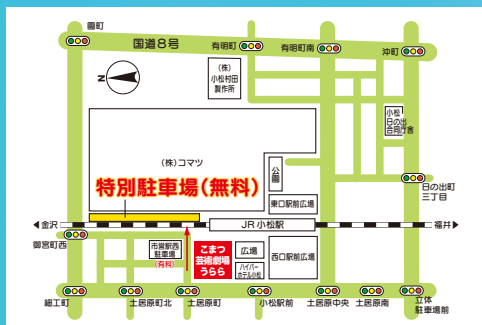 園町
国道8号
有明町
有明町南
沖町
N
(株)
小松村田
製作所
小松
日の出
合同庁舎
(株)コマツ
公園
特別駐車場(無料)
東口駅前広場
日の出町
三丁目
金沢
JR 小松駅
福井
御宮町西
市営駅西
駐車場
(有料)
こまつ
芸術劇場
うらら
広場
ハイパー
ホテル小松
西口駅前広場
細工町
土居原町北
土居原町
小松駅前
土居原中央
土居原南
立体
駐車場前